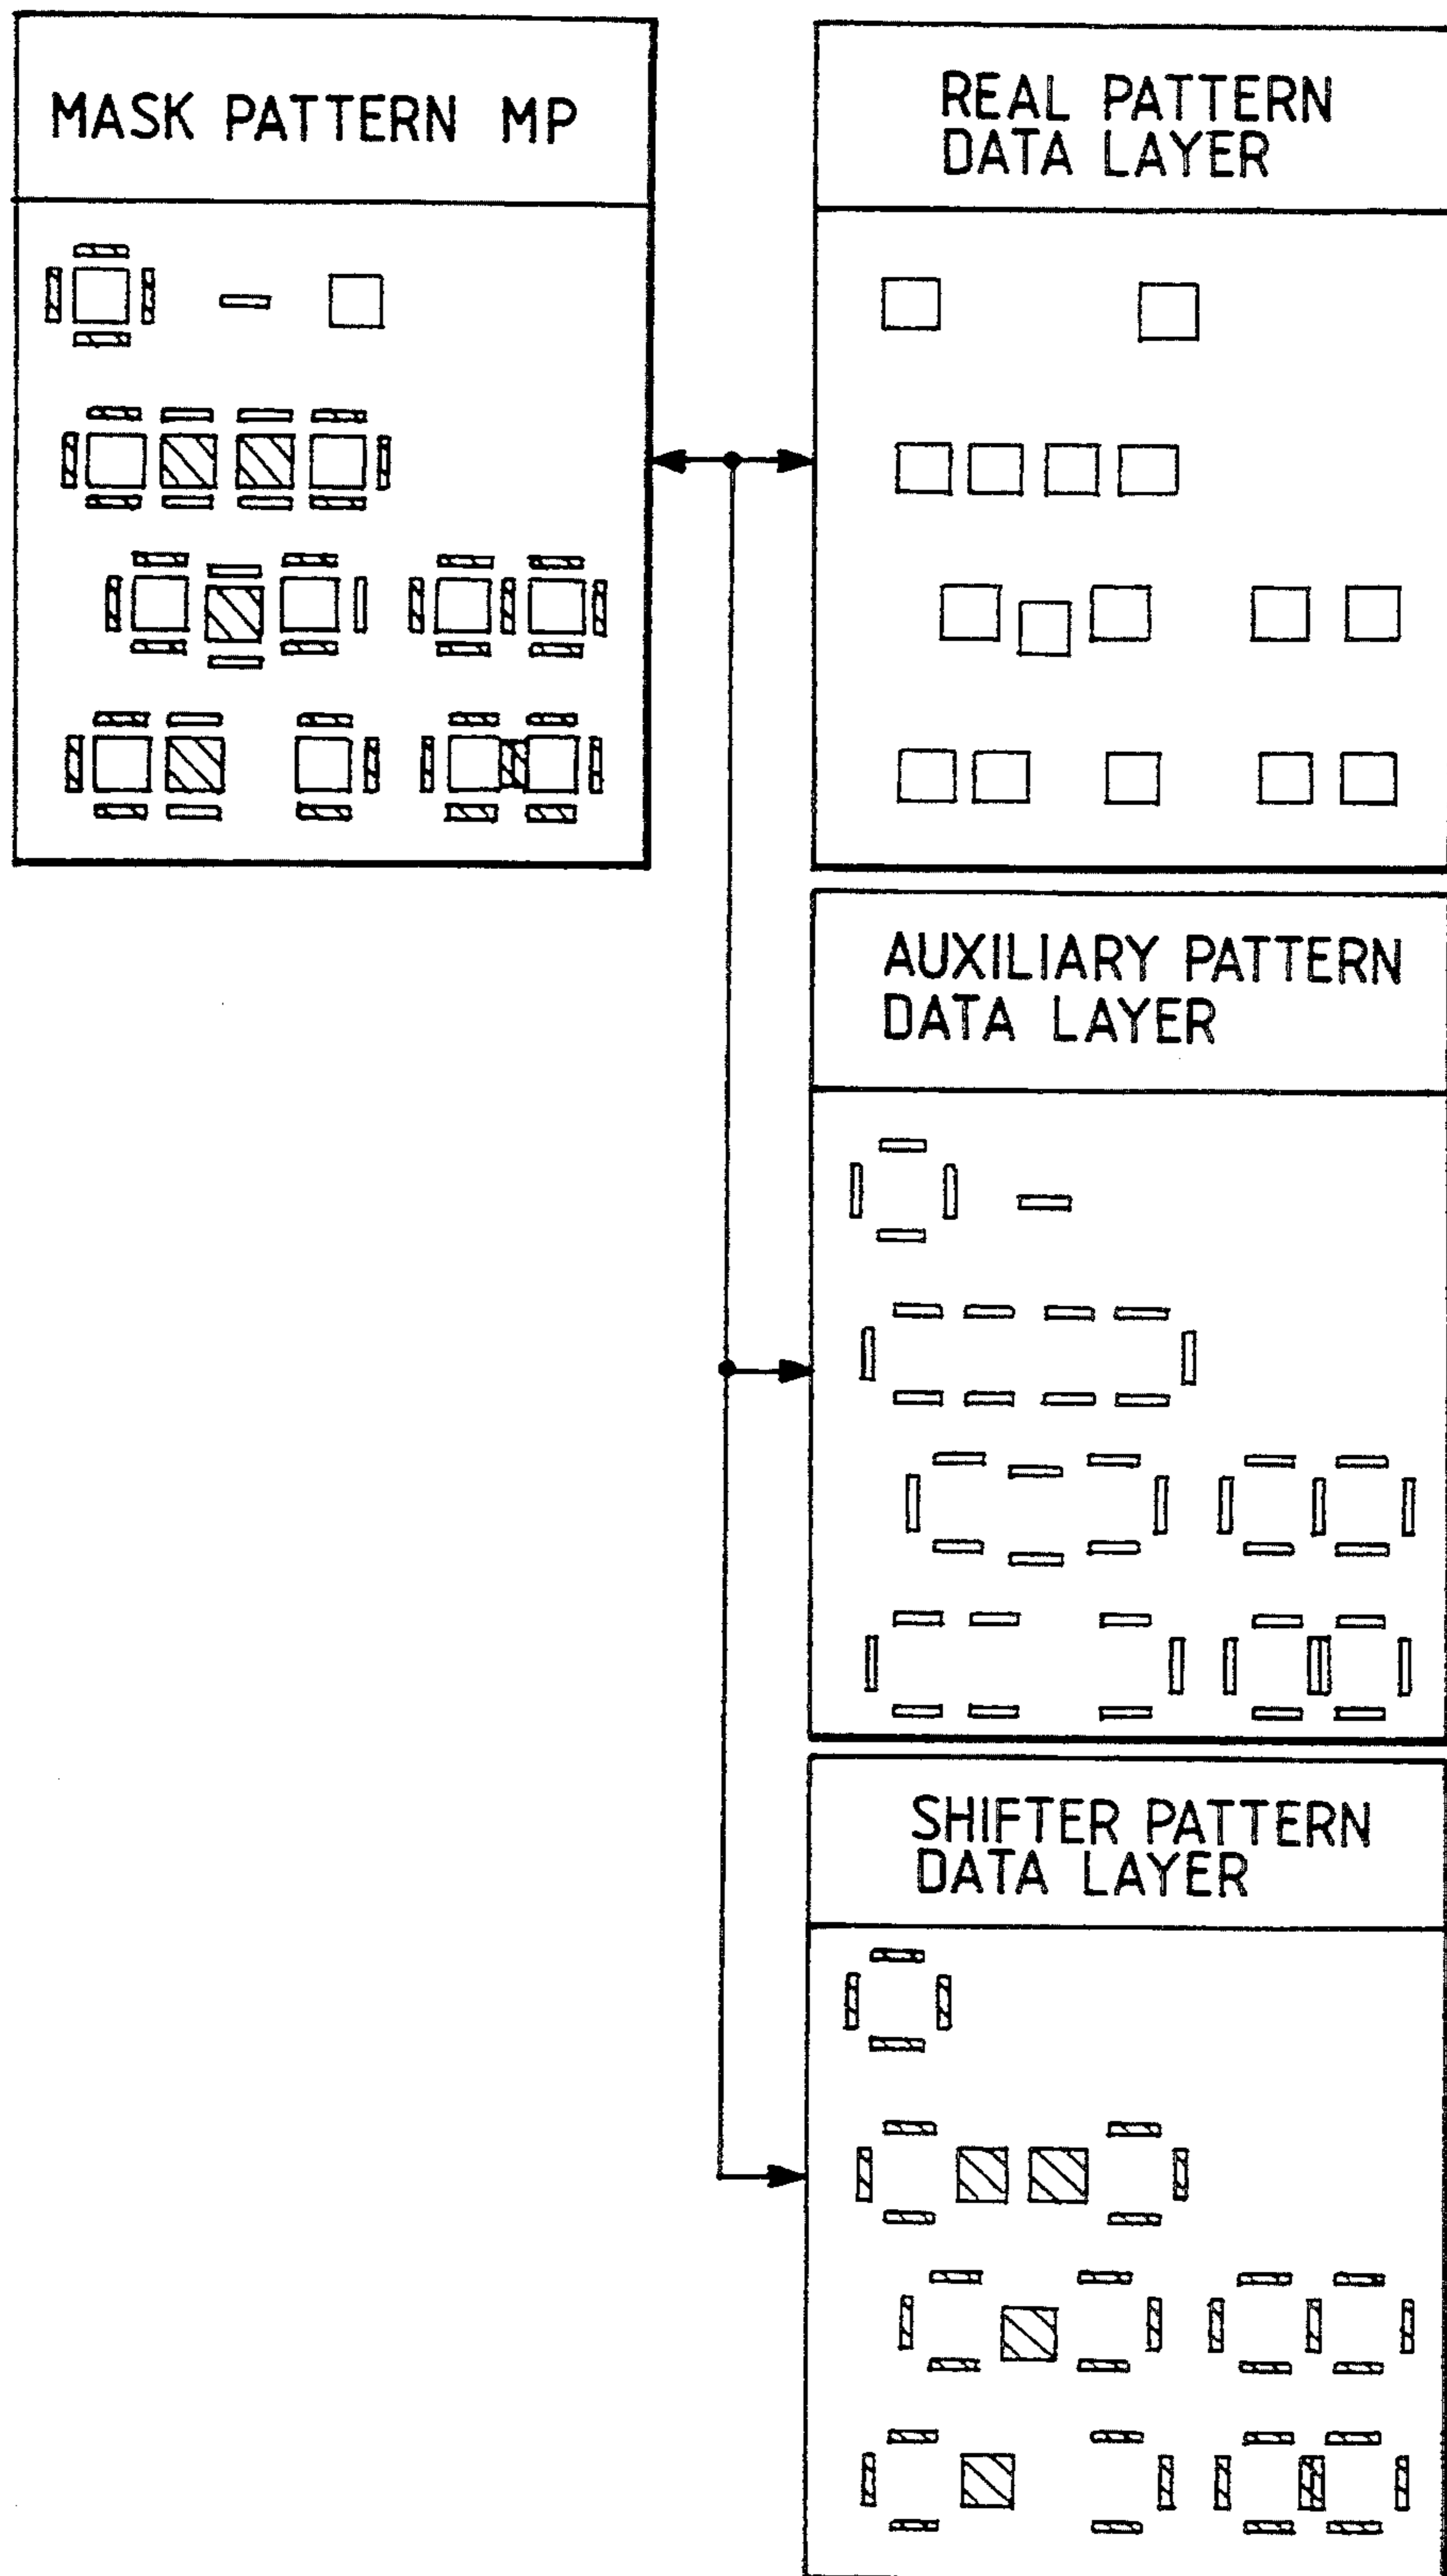 MASK PATTERN MP
REAL PATTERN
DATA LAYER
AUXILIARY PATTERN
DATA LAYER
SHIFTER PATTERN
DATA LAYER